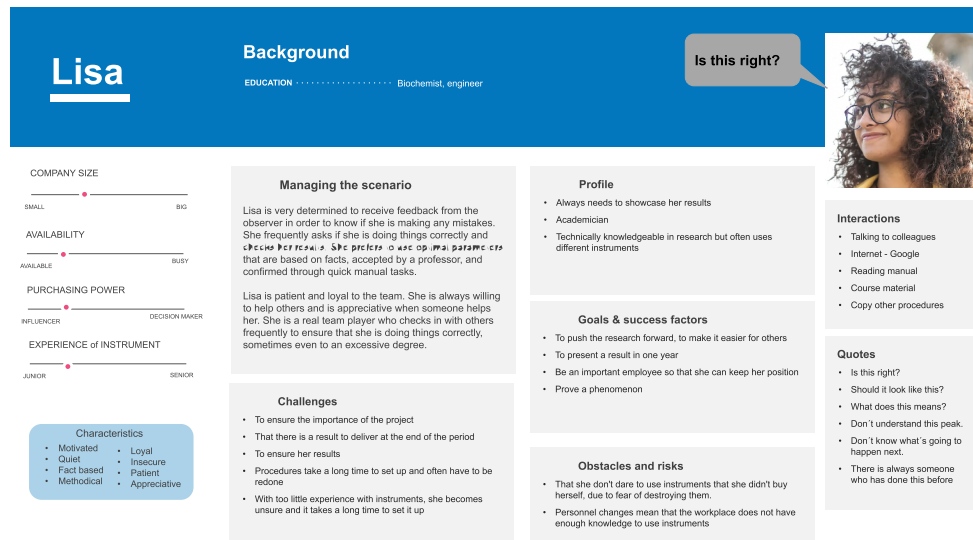 Lisa
Background
EDUCATION Biochemist, engineer
Is this right?
COMPANY SIZE
SMALL BIG
AVAILABILITY
AVAILABLE BUSY
PURCHASING POWER
INFLUENCER DECISION MAKER
EXPERIENCE of INSTRUMENT
JUNIOR SENIOR
Characteristics
• Motivated
• Quiet
• Fact based
• Methodical
• Loyal
• Insecure
• Patient
• Appreciative
Managing the scenario
Lisa is very determined to receive feedback from the
observer in order to know if she is making any mistakes.
She frequently asks if she is doing things correctly and
checks her results. She prefers to use optimal parameters
that are based on facts, accepted by a professor, and
confirmed through quick manual tasks.
Lisa is patient and loyal to the team. She is always willing
to help others and is appreciative when someone helps
her. She is a real team player who checks in with others
frequently to ensure that she is doing things correctly,
sometimes even to an excessive degree.
Challenges
• To ensure the importance of the project
• That there is a result to deliver at the end of the period
• To ensure her results
• Procedures take a long time to set up and often have to be
redone
• With too little experience with instruments, she becomes
unsure and it takes a long time to set it up
Profile
• Always needs to showcase her results
• Academician
• Technically knowledgeable in research but often uses
different instruments
Goals & success factors
• To push the research forward, to make it easier for others
• To present a result in one year
• Be an important employee so that she can keep her position
• Prove a phenomenon
Obstacles and risks
• That she don't dare to use instruments that she didn't buy
herself, due to fear of destroying them.
• Personnel changes mean that the workplace does not have
enough knowledge to use instruments
Interactions
• Talking to colleagues
• Internet - Google
• Reading manual
• Course material
• Copy other procedures
Quotes
• Is this right?
• Should it look like this?
• What does this means?
• Don´t understand this peak.
• Don´t know what´s going to
happen next.
• There is always someone
who has done this before